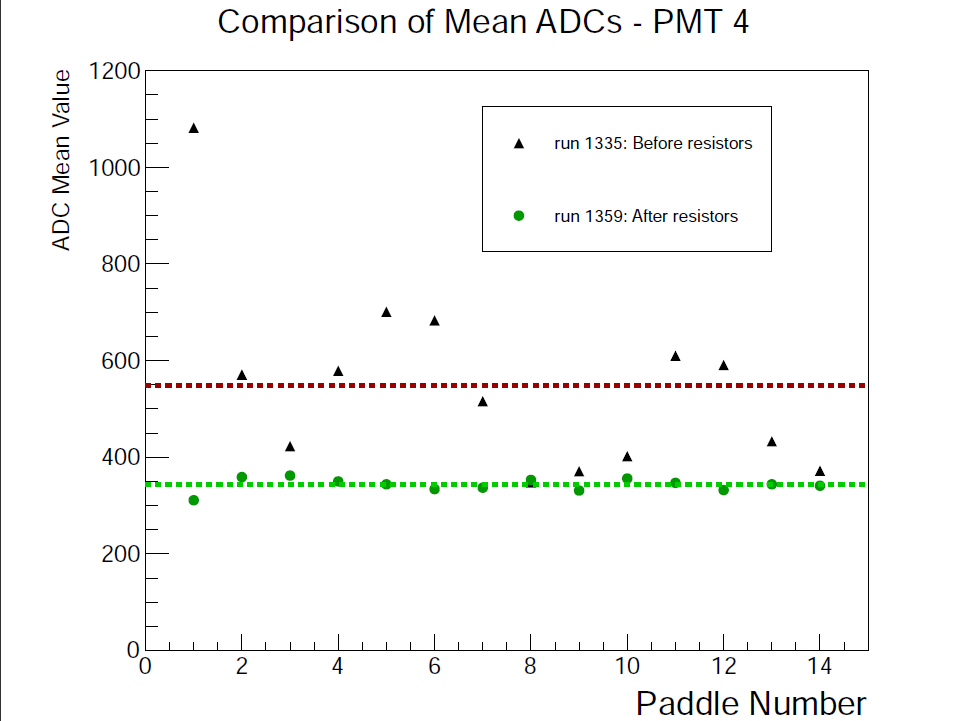 Comparison of Mean ADCs - PMT 4
ADC Mean Value
1200
1000
800
600
400
200
0
run 1335: Before resistors
run 1359: After resistors
0 2 4 6 8 10 12 14
Paddle Number